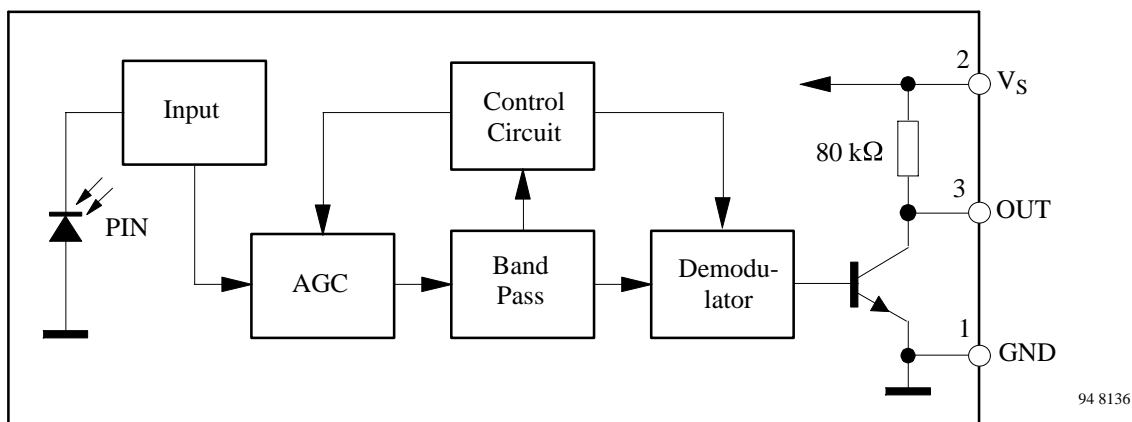 2
V_S
Input
Control
Circuit
80 kΩ
3
OUT
PIN
AGC
Band
Pass
Demodu-
lator
1
GND
94 8136